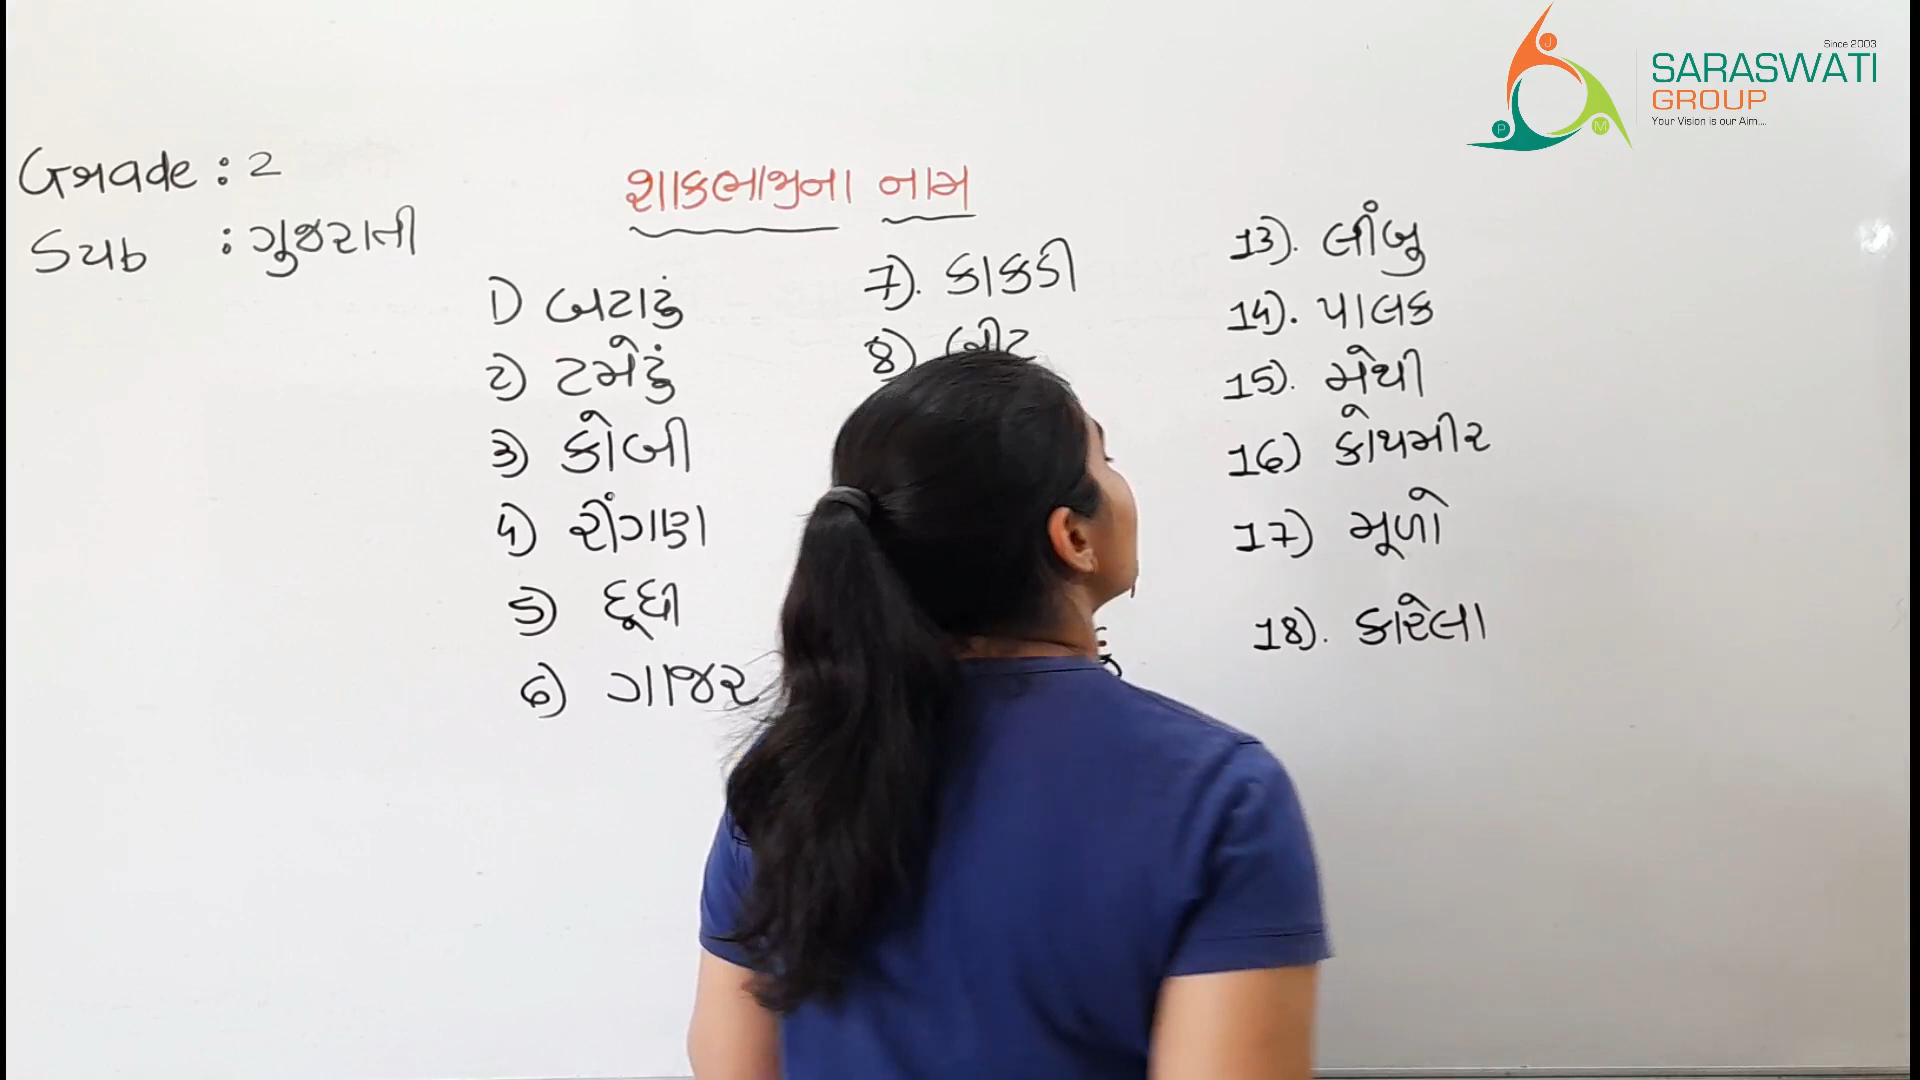 Since 2003
SARASWATI
GROUP
Your Vision is our Aim....
J
P
M
Grade : 2
Sub : ગુજરાતી
શાકભાજીના નામ
1) બટાટું
2) ટમેટું
3) કોબી
4) રીંગણ
5) દૂધી
6) ગાજર
7). કાકડી
8) બીટ
13). લીંબુ
14). પાલક
15). મેથી
16) કોથમીર
17) મૂળો
18). કારેલા